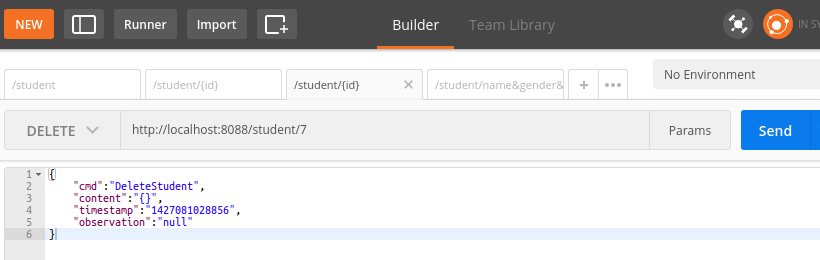 NEW Runner Import Builder Team Library IN SY
/student /student/{id} /student/{id} × /student/name&gender& + •••
No Environment
DELETE http://localhost:8088/student/7 Params Send
1 {
2 "cmd":"DeleteStudent",
3 "content":"{}",
4 "timestamp":"1427081028856",
5 "observation":"null"
6 }